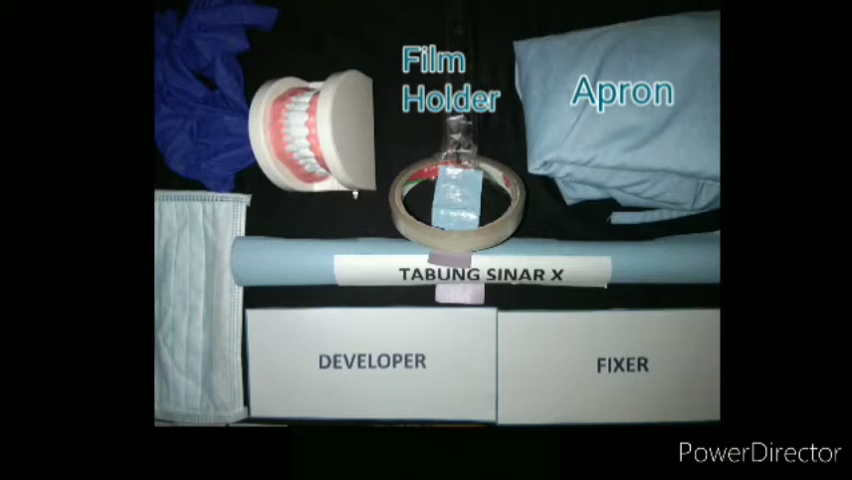 Film
Holder
Apron
TABUNG SINAR X
DEVELOPER
FIXER
PowerDirector